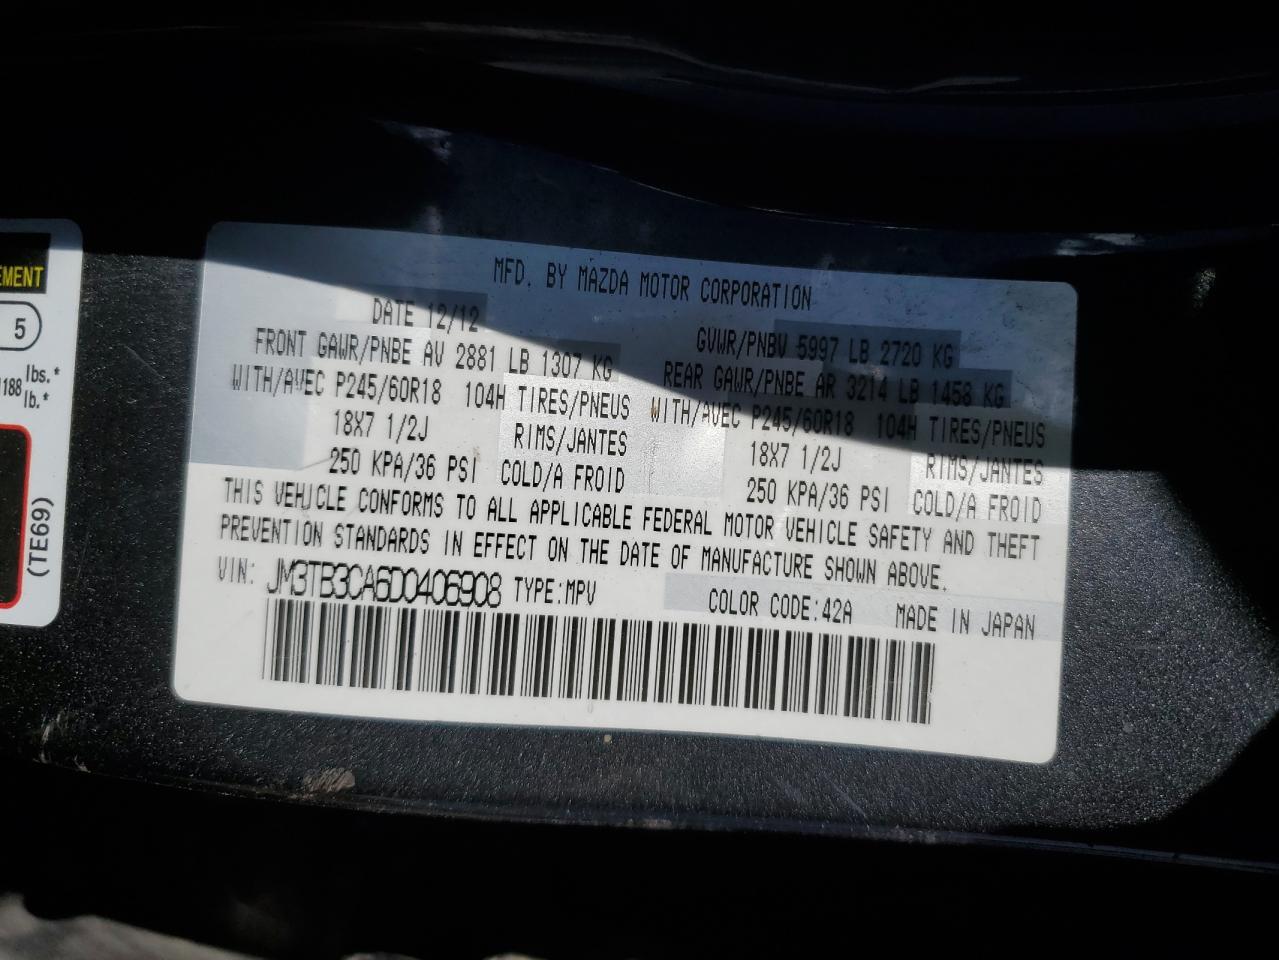 EMENT
5
lbs.*
1188 lb.*
(TE69)
MFD. BY MAZDA MOTOR CORPORATION
DATE 12/12 GVWR/PNBV 5997 LB 2720 KG
FRONT GAWR/PNBE AV 2881 LB 1307 KG REAR GAWR/PNBE AR 3214 LB 1458 KG
WITH/AVEC P245/60R18 104H TIRES/PNEUS WITH/AVEC P245/60R18 104H TIRES/PNEUS
18X7 1/2J RIMS/JANTES 18X7 1/2J RIMS/JANTES
250 KPA/36 PSI COLD/A FROID 250 KPA/36 PSI COLD/A FROID
THIS VEHICLE CONFORMS TO ALL APPLICABLE FEDERAL MOTOR VEHICLE SAFETY AND THEFT
PREVENTION STANDARDS IN EFFECT ON THE DATE OF MANUFACTURE SHOWN ABOVE.
VIN: JM3TB3CA6D0406908 TYPE:MPV COLOR CODE:42A MADE IN JAPAN